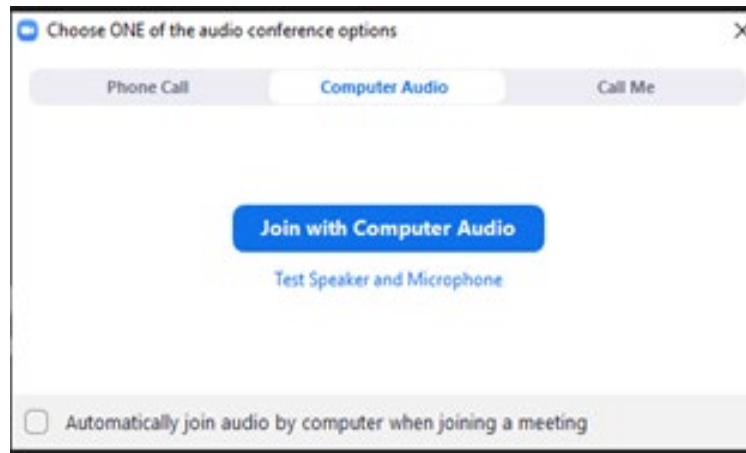 Choose ONE of the audio conference options
Phone Call Computer Audio Call Me
Join with Computer Audio
Test Speaker and Microphone
Automatically join audio by computer when joining a meeting